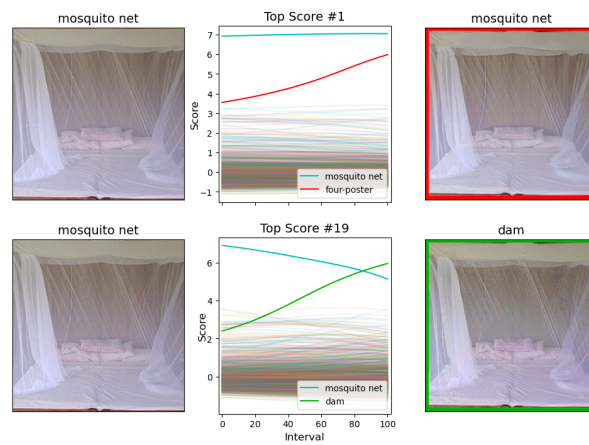 mosquito net
Top Score #1
mosquito net
7
6
5
4
3
2
1
0
−1
Score
mosquito net
four-poster
mosquito net
Top Score #19
dam
6
4
2
0
Score
mosquito net
dam
0 20 40 60 80 100
Interval